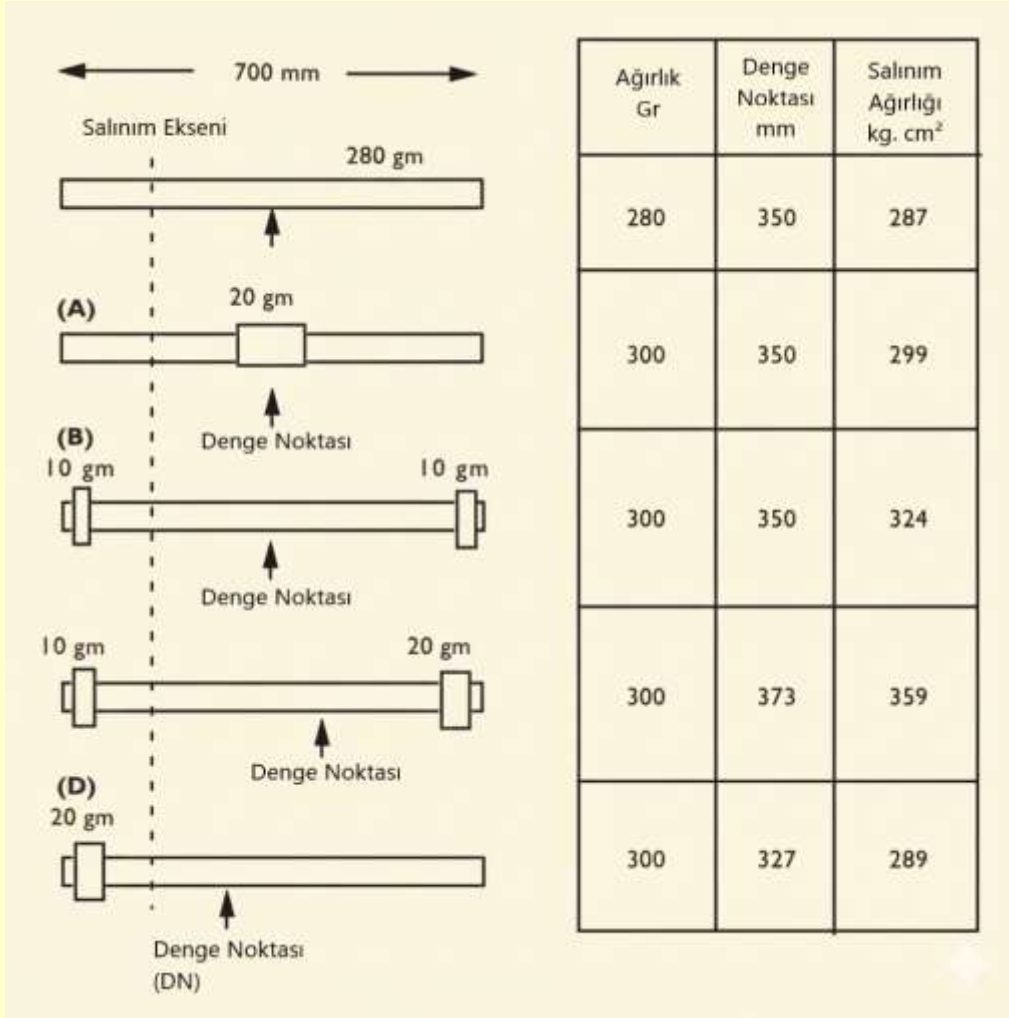 700 mm
Salınım Ekseni
280 gm
(A)
20 gm
Denge Noktası
(B)
10 gm
10 gm
Denge Noktası
10 gm
20 gm
Denge Noktası
(D)
20 gm
Denge Noktası
(DN)
Ağırlık
Gr
Denge
Noktası
mm
Salınım
Ağırlığı
kg. cm²
280 350 287
300 350 299
300 350 324
300 373 359
300 327 289